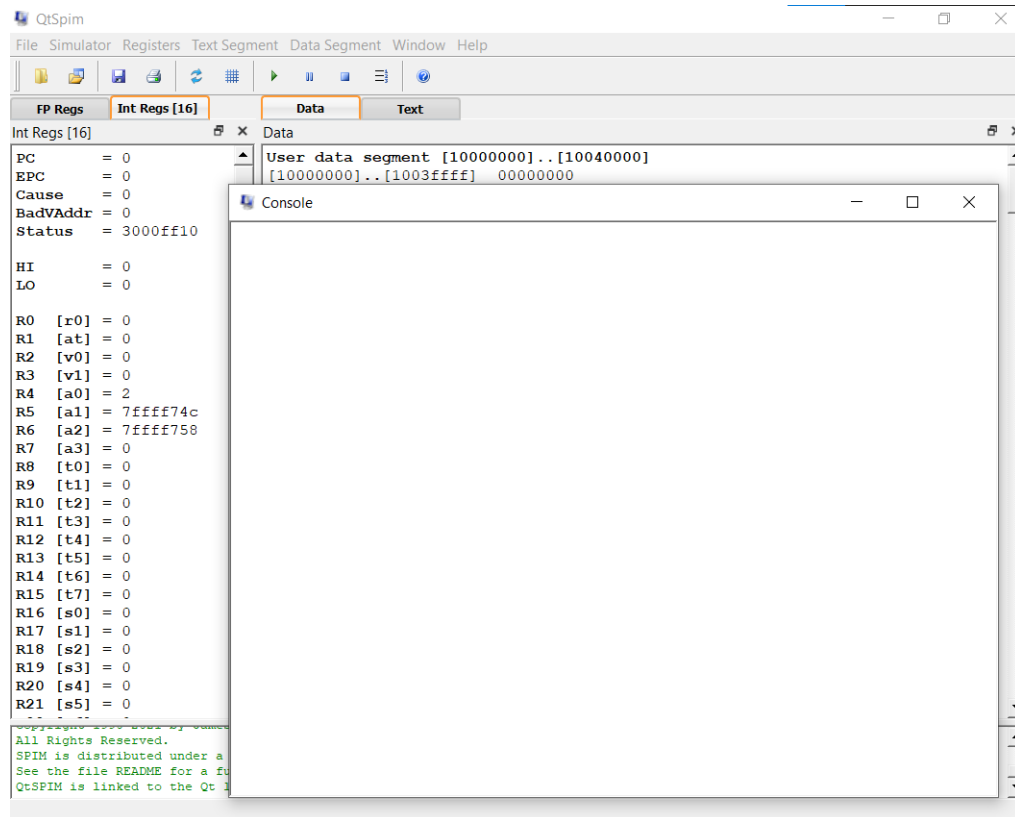 QtSpim
File Simulator Registers Text Segment Data Segment Window Help
FP Regs Int Regs [16] Data Text
Int Regs [16] Data
PC = 0
EPC = 0
Cause = 0
BadVAddr = 0
Status = 3000ff10
HI = 0
LO = 0
R0 [r0] = 0
R1 [at] = 0
R2 [v0] = 0
R3 [v1] = 0
R4 [a0] = 2
R5 [a1] = 7ffff74c
R6 [a2] = 7ffff758
R7 [a3] = 0
R8 [t0] = 0
R9 [t1] = 0
R10 [t2] = 0
R11 [t3] = 0
R12 [t4] = 0
R13 [t5] = 0
R14 [t6] = 0
R15 [t7] = 0
R16 [s0] = 0
R17 [s1] = 0
R18 [s2] = 0
R19 [s3] = 0
R20 [s4] = 0
R21 [s5] = 0
User data segment [10000000]..[10040000]
[10000000]..[1003ffff] 00000000
Console
All Rights Reserved.
SPIM is distributed under a
See the file README for a
QtSPIM is linked to the Qt